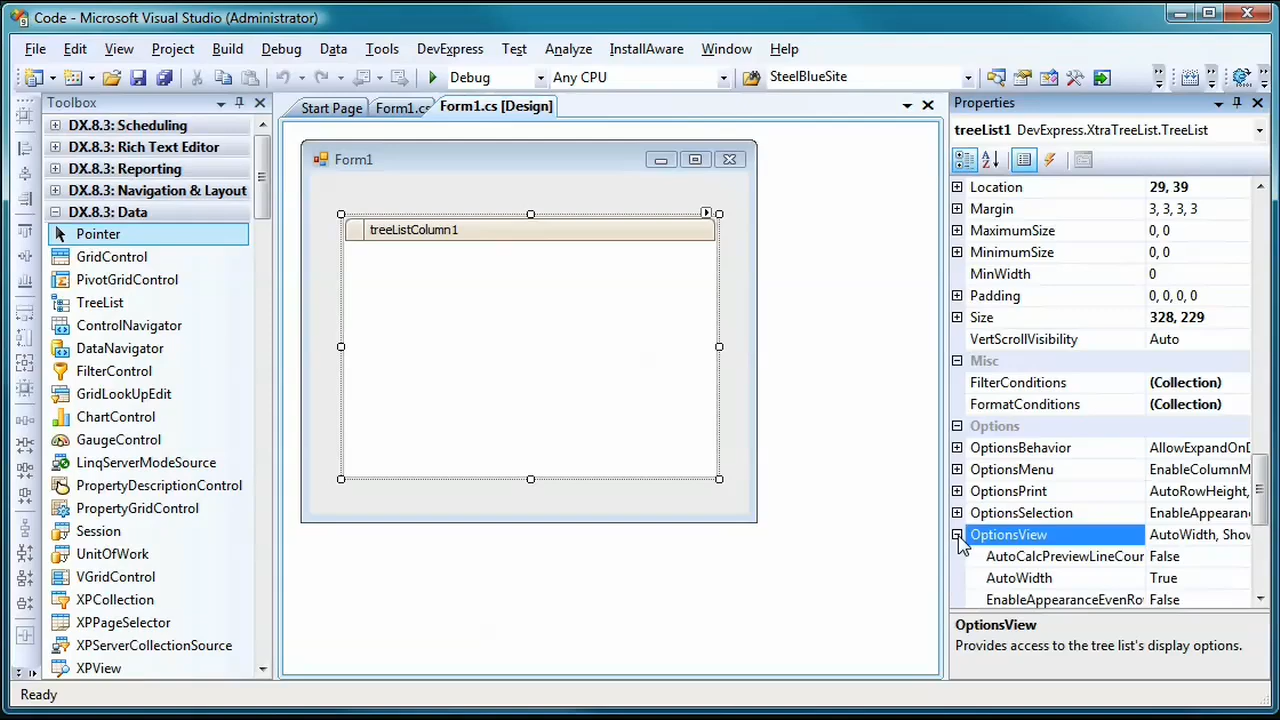 Code - Microsoft Visual Studio (Administrator)
File Edit View Project Build Debug Data Tools DevExpress Test Analyze InstallAware Window Help
Debug Any CPU SteelBlueSite
Toolbox
Start Page Form1.cs Form1.cs [Design]
Properties
DX.8.3: Scheduling
DX.8.3: Rich Text Editor
DX.8.3: Reporting
DX.8.3: Navigation & Layout
DX.8.3: Data
Pointer
GridControl
PivotGridControl
TreeList
ControlNavigator
DataNavigator
FilterControl
GridLookUpEdit
ChartControl
GaugeControl
LinqServerModeSource
PropertyDescriptionControl
PropertyGridControl
Session
UnitOfWork
VGridControl
XPCollection
XPPageSelector
XPServerCollectionSource
XPView
Form1
treeListColumn1
treeList1 DevExpress.XtraTreeList.TreeList
Location 29, 39
Margin 3, 3, 3, 3
MaximumSize 0, 0
MinimumSize 0, 0
MinWidth 0
Padding 0, 0, 0, 0
Size 328, 229
VertScrollVisibility Auto
Misc
FilterConditions (Collection)
FormatConditions (Collection)
Options
OptionsBehavior AllowExpandOnD
OptionsMenu EnableColumnM
OptionsPrint AutoRowHeight,
OptionsSelection EnableAppearan
OptionsView AutoWidth, Show
AutoCalcPreviewLineCour False
AutoWidth True
EnableAppearanceEvenRo False
OptionsView
Provides access to the tree list's display options.
Ready